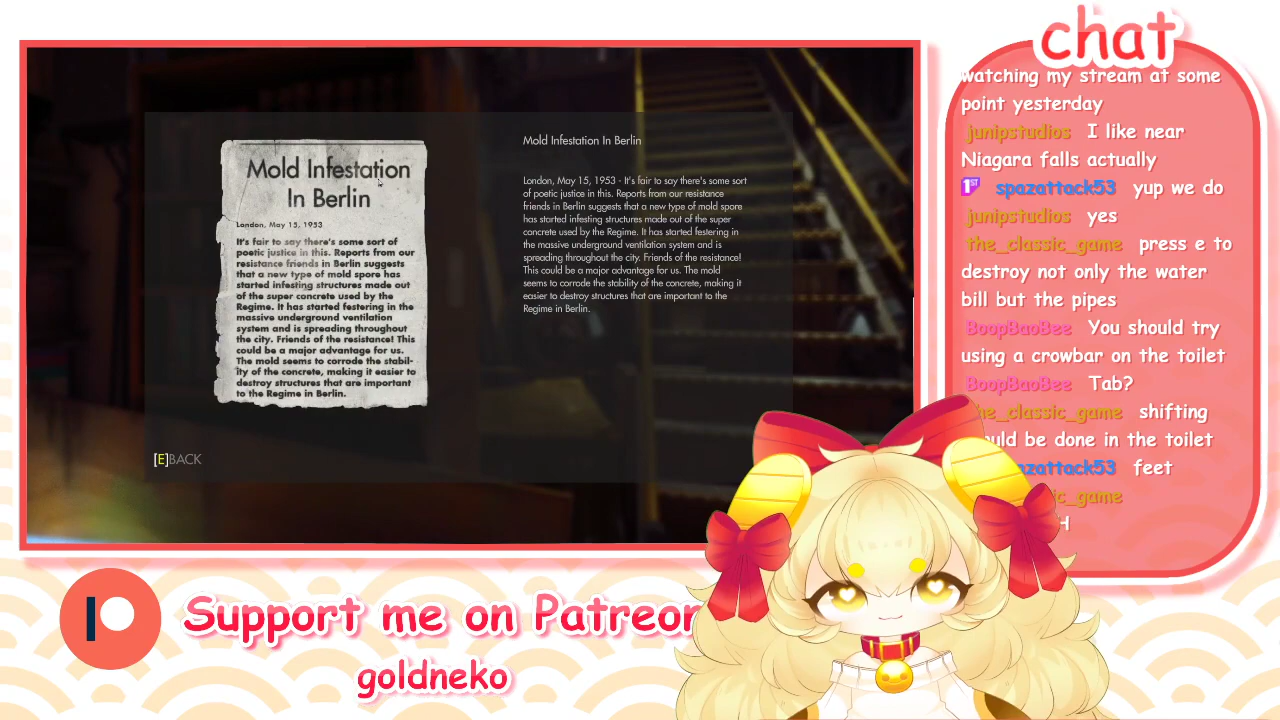 Mold Infestation
In Berlin
London, May 15, 1953
It's fair to say there's some sort of
poetic justice in this. Reports from our
resistance friends in Berlin suggests
that a new type of mold spore has
started infesting structures made out
of the super concrete used by the
Regime. It has started festering in the
massive underground ventilation
system and is spreading throughout
the city. Friends of the resistance! This
could be a major advantage for us.
The mold seems to corrode the stabil-
ity of the concrete, making it easier to
destroy structures that are important
to the Regime in Berlin.
Mold Infestation In Berlin
London, May 15, 1953 - It's fair to say there's some sort
of poetic justice in this. Reports from our resistance
friends in Berlin suggests that a new type of mold spore
has started infesting structures made out of the super
concrete used by the Regime. It has started festering in
the massive underground ventilation system and is
spreading throughout the city. Friends of the resistance!
This could be a major advantage for us. The mold
seems to corrode the stability of the concrete, making it
easier to destroy structures that are important to the
Regime in Berlin.
[E]BACK
chat
watching my stream at some
point yesterday
junipstudios I like near
Niagara falls actually
1ST spazattack53 yup we do
junipstudios yes
the_classic_game press e to
destroy not only the water
bill but the pipes
BoopBaoBee You should try
using a crowbar on the toilet
BoopBaoBee Tab?
the_classic_game shifting
be done in the toilet
spazattack53 feet
Support me on Patreon
goldneko